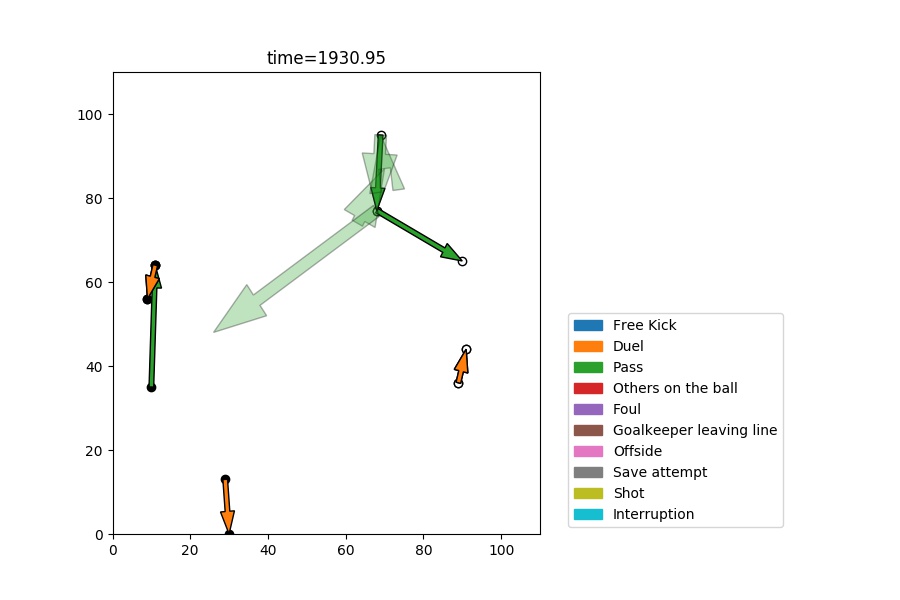 time=1930.95
100
80
60
40
20
0
0 20 40 60 80 100
Free Kick
Duel
Pass
Others on the ball
Foul
Goalkeeper leaving line
Offside
Save attempt
Shot
Interruption